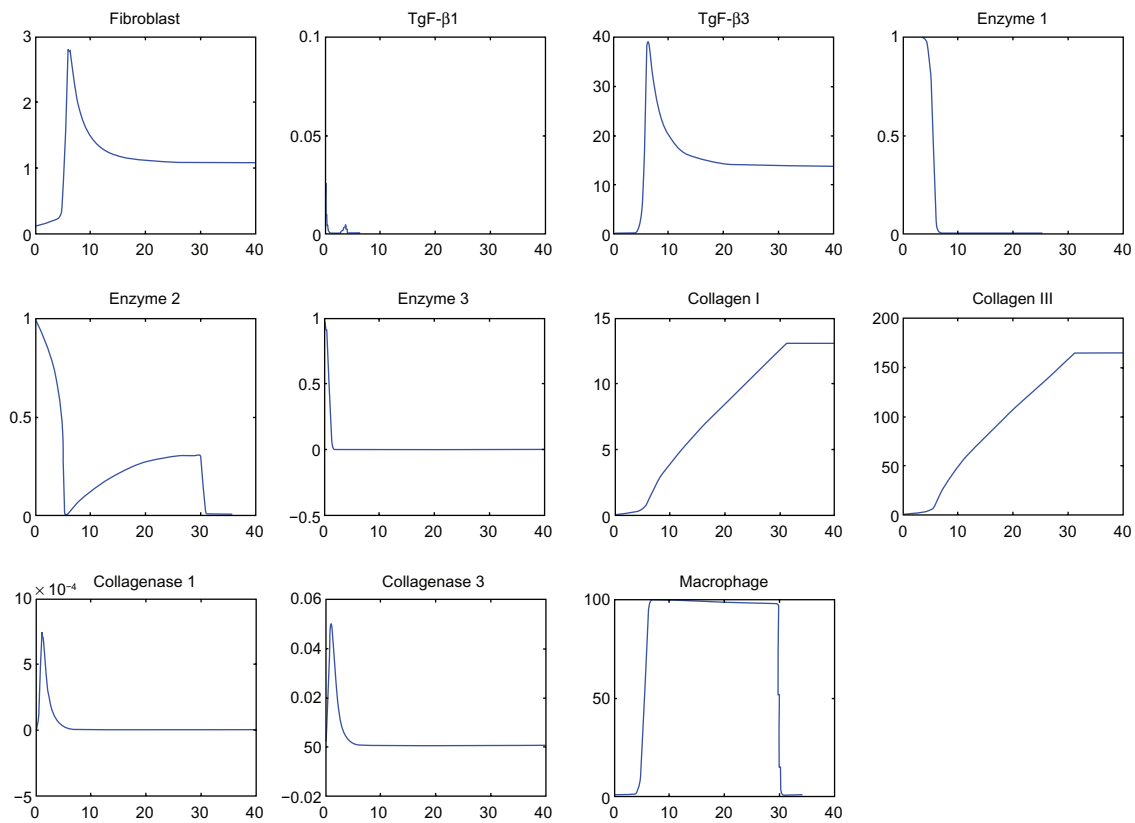 Fibroblast
3
2
1
0
0 10 20 30 40
TgF-β1
0.1
0.05
0
0 10 20 30 40
TgF-β3
40
30
20
10
0
0 10 20 30 40
Enzyme 1
1
0.5
0
0 10 20 30 40
Enzyme 2
1
0.5
0
0 10 20 30 40
Enzyme 3
1
0.5
0
−0.5
0 10 20 30 40
Collagen I
15
10
5
0
0 10 20 30 40
Collagen III
200
150
100
50
0
0 10 20 30 40
Collagenase 1
× 10⁻⁴
10
5
0
−5
0 10 20 30 40
Collagenase 3
0.06
0.04
0.02
50
−0.02
0 10 20 30 40
Macrophage
100
50
0
0 10 20 30 40